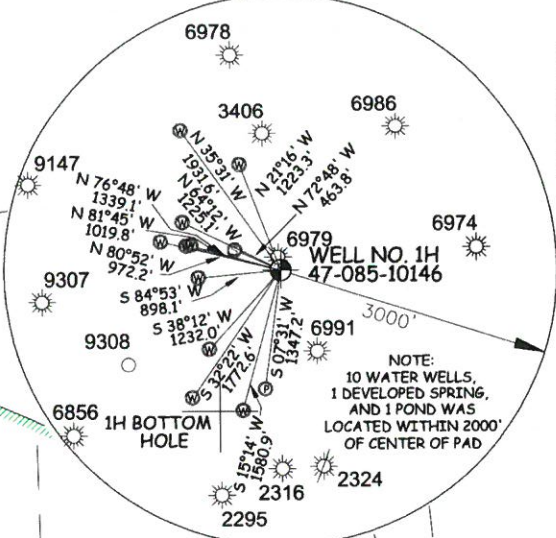 6978
3406
6986
9147
N 35°31' W
1931.6'
N 21°16' W
1223.3'
N 72°48' W
463.8'
N 64°12' W
1225.1'
N 76°48' W
1339.1'
N 81°45' W
1019.8'
N 80°52' W
972.2'
6974
6979
WELL NO. 1H
47-085-10146
9307
S 84°53' W
898.1'
S 38°12' W
1232.0'
3000'
9308
S 32°22' W
1772.6'
S 07°31' W
1347.2'
6991
NOTE:
10 WATER WELLS,
1 DEVELOPED SPRING,
AND 1 POND WAS
LOCATED WITHIN 2000'
OF CENTER OF PAD
6856
1H BOTTOM
HOLE
S 15°14' W
1580.9'
2316
2324
2295
W
W
W
W
W
W
W
W
W
P